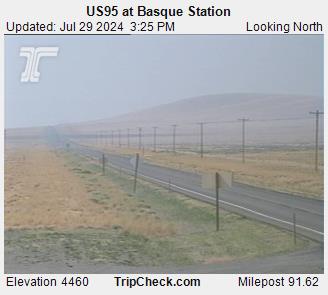 US95 at Basque Station
Updated: Jul 29 2024 3:25 PM Looking North
Elevation 4460 TripCheck.com Milepost 91.62